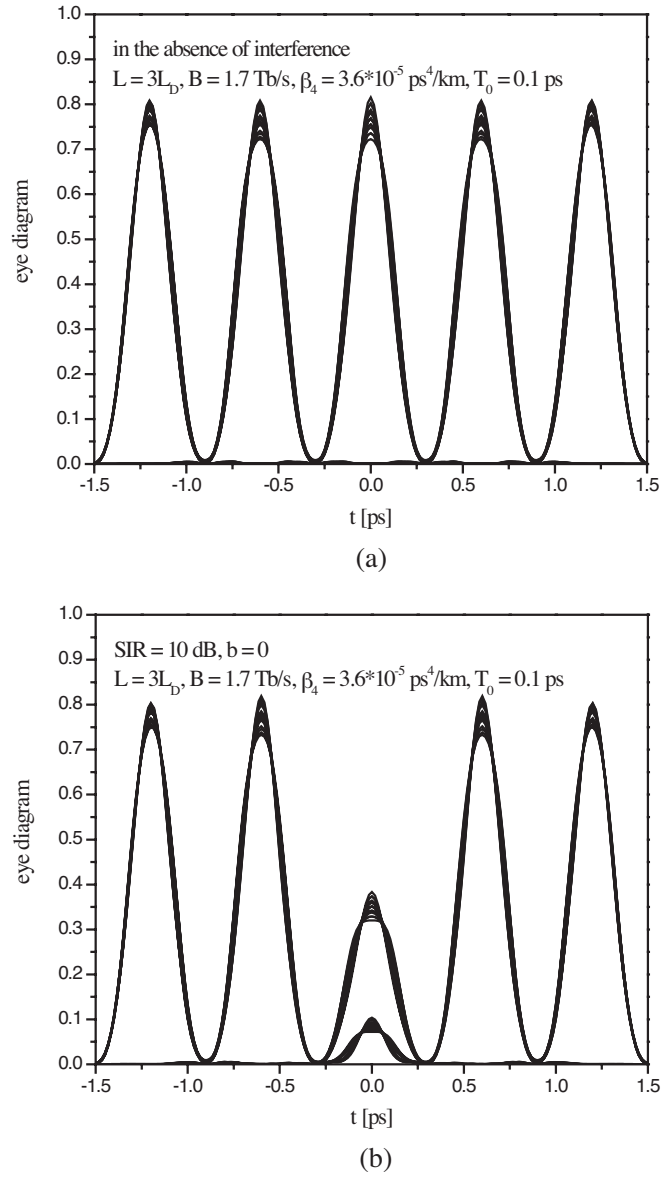 1.0
in the absence of interference
0.9
L = 3L_D, B = 1.7 Tb/s, β_4 = 3.6*10^-5 ps^4/km, T_0 = 0.1 ps
0.8
0.7
0.6
0.5
0.4
0.3
0.2
0.1
0.0
eye diagram
-1.5 -1.0 -0.5 0.0 0.5 1.0 1.5
t [ps]
(a)
1.0
SIR = 10 dB, b = 0
0.9
L = 3L_D, B = 1.7 Tb/s, β_4 = 3.6*10^-5 ps^4/km, T_0 = 0.1 ps
0.8
0.7
0.6
0.5
0.4
0.3
0.2
0.1
0.0
eye diagram
-1.5 -1.0 -0.5 0.0 0.5 1.0 1.5
t [ps]
(b)